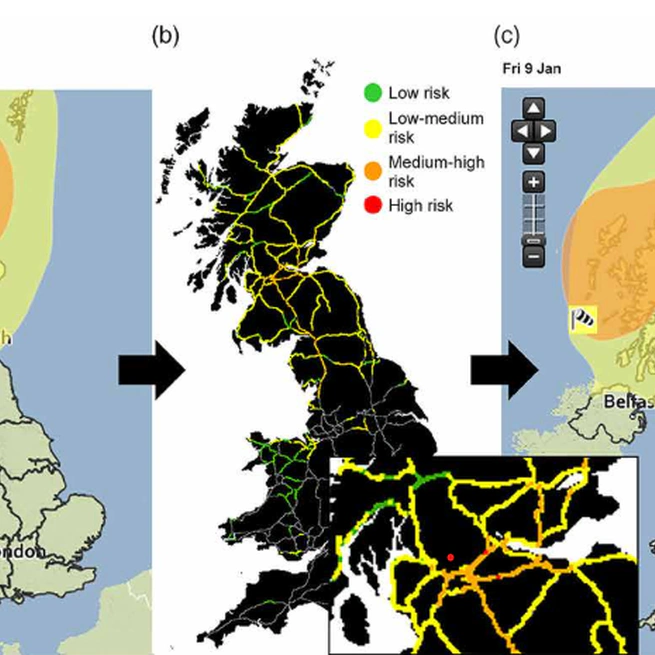 (b)
(c)
Fri 9 Jan
Low risk
Low-medium
risk
Medium-high
risk
High risk
h
ondon
Belfas